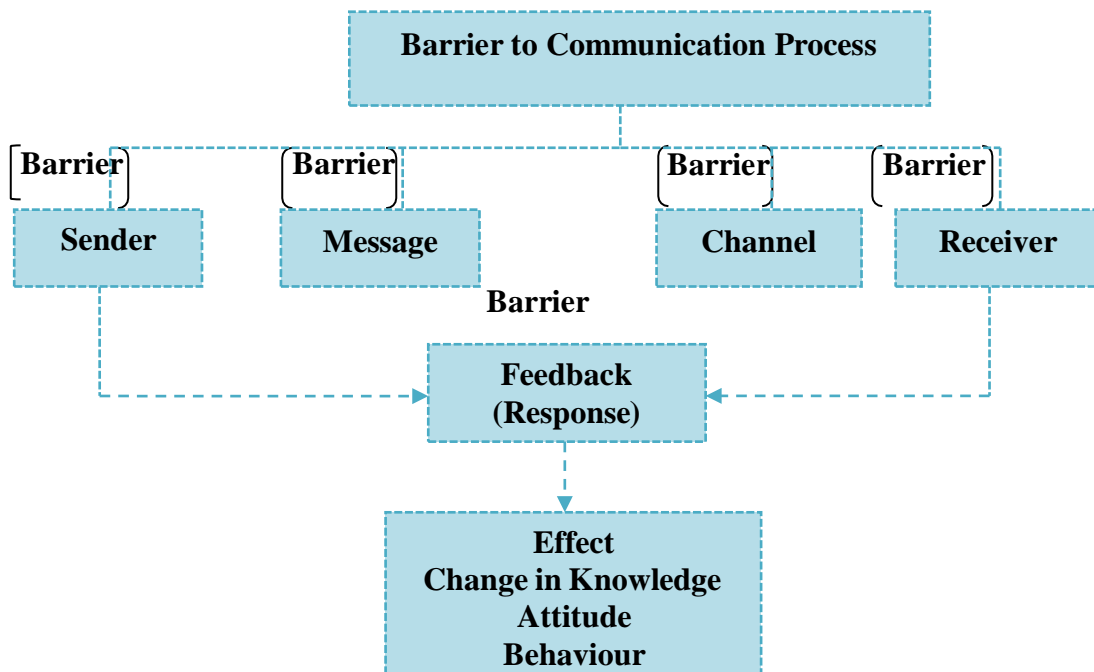 Barrier to Communication Process
Barrier Barrier Barrier Barrier
Sender Message Channel Receiver
Barrier
Feedback
(Response)
Effect
Change in Knowledge
Attitude
Behaviour